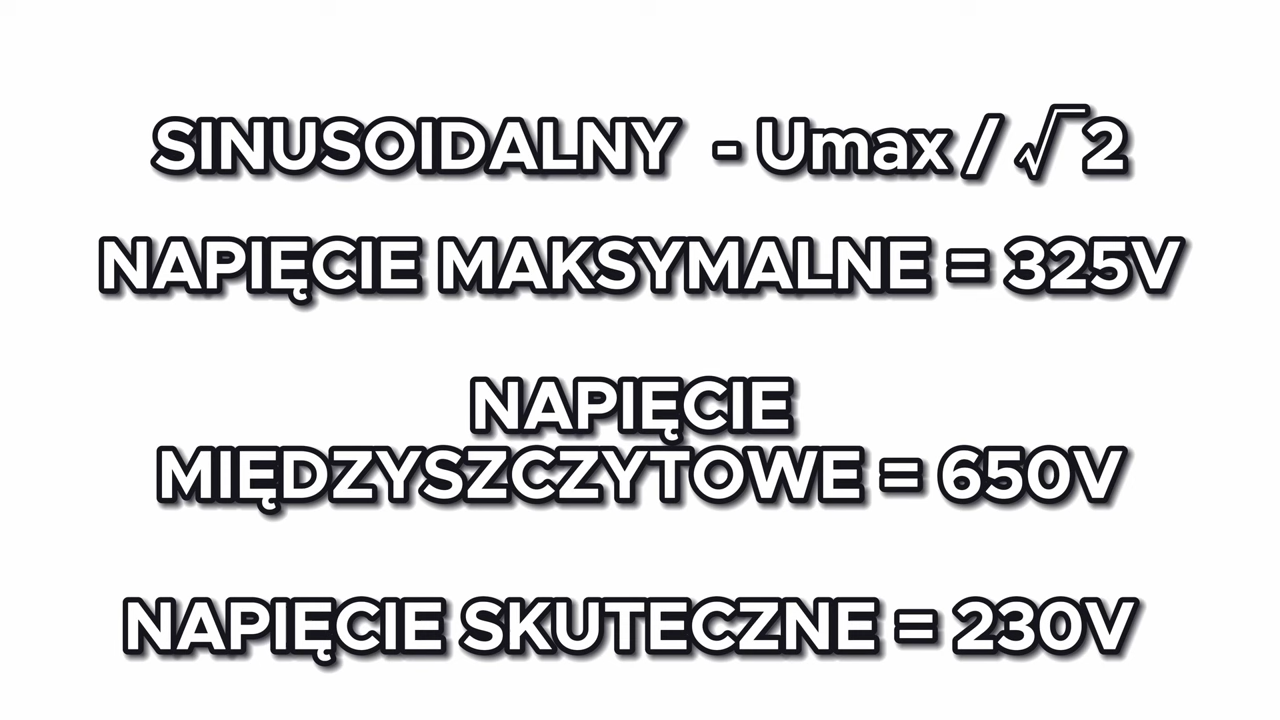 SINUSOIDALNY - Umax / √2
NAPIĘCIE MAKSYMALNE = 325V
NAPIĘCIE
MIĘDZYSZCZYTOWE = 650V
NAPIĘCIE SKUTECZNE = 230V